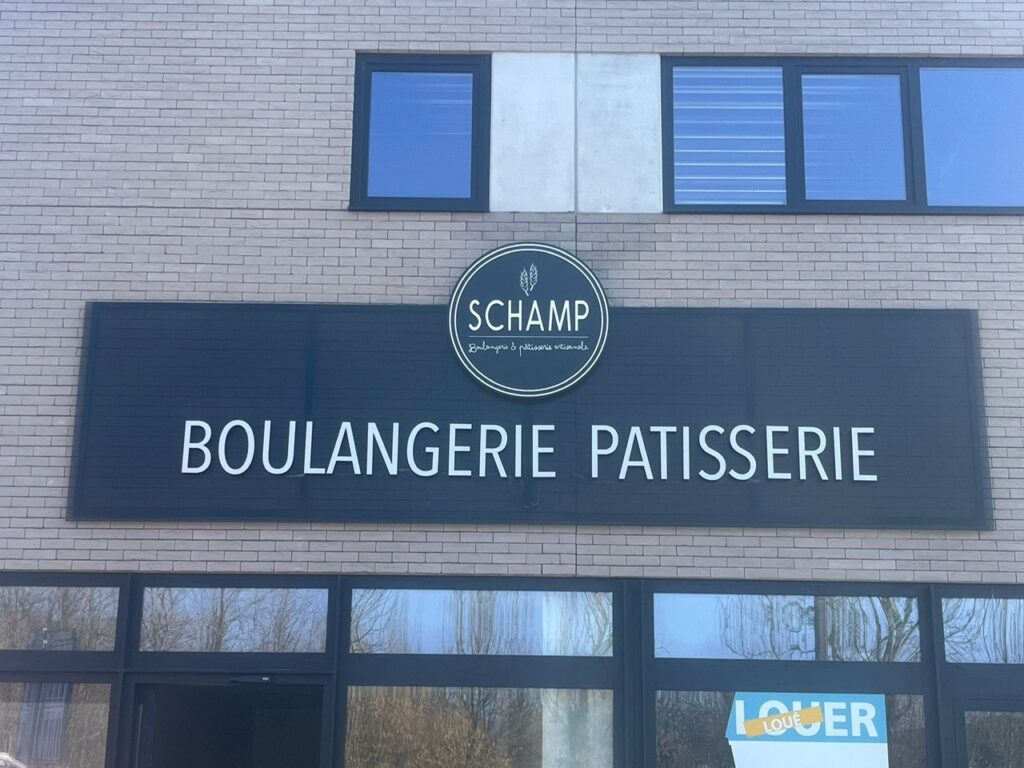 SCHAMP
Boulangerie & pâtisserie artisanale
BOULANGERIE PATISSERIE
LOUER
LOUÉ